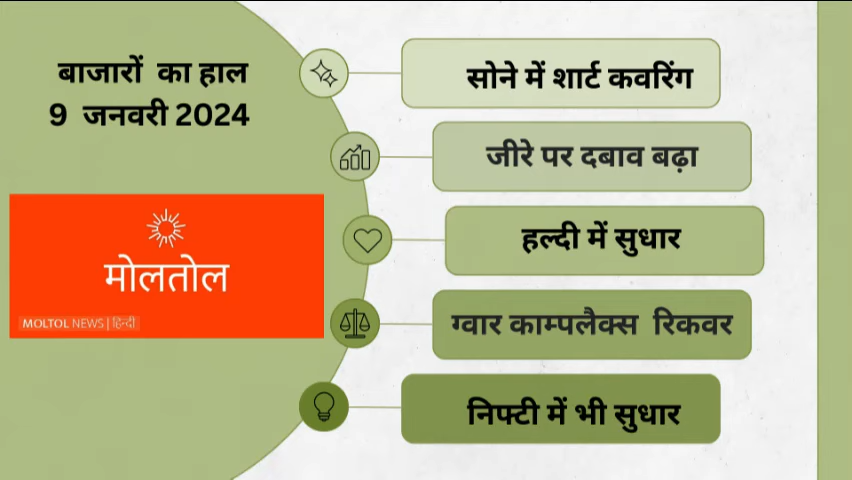 बाजारों का हाल
9 जनवरी 2024
मोलतोल
MOLTOL NEWS | हिन्दी
सोने में शार्ट कवरिंग
जीरे पर दबाव बढ़ा
हल्दी में सुधार
ग्वार काम्पलैक्स रिकवर
निफ्टी में भी सुधार